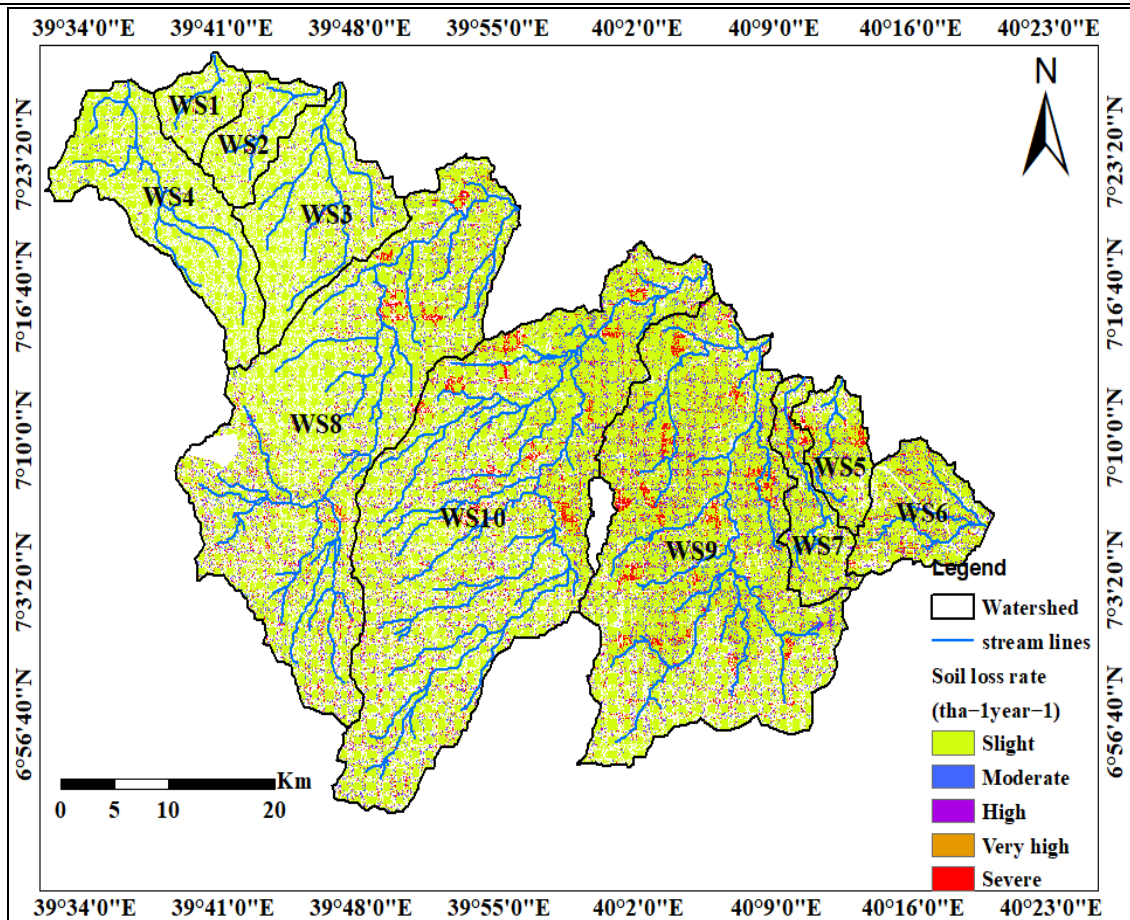 39°34'0"E 39°41'0"E 39°48'0"E 39°55'0"E 40°2'0"E 40°9'0"E 40°16'0"E 40°23'0"E
N
7°23'20"N
7°16'40"N
7°10'0"N
7°3'20"N
6°56'40"N
7°23'20"N
7°16'40"N
7°10'0"N
7°3'20"N
6°56'40"N
WS1
WS2
WS4
WS3
WS8
WS5
WS10
WS6
WS9
WS7
Legend
Watershed
stream lines
Soil loss rate
(tha–1year–1)
Slight
Moderate
High
Very high
Severe
Km
0 5 10 20
39°34'0"E 39°41'0"E 39°48'0"E 39°55'0"E 40°2'0"E 40°9'0"E 40°16'0"E 40°23'0"E